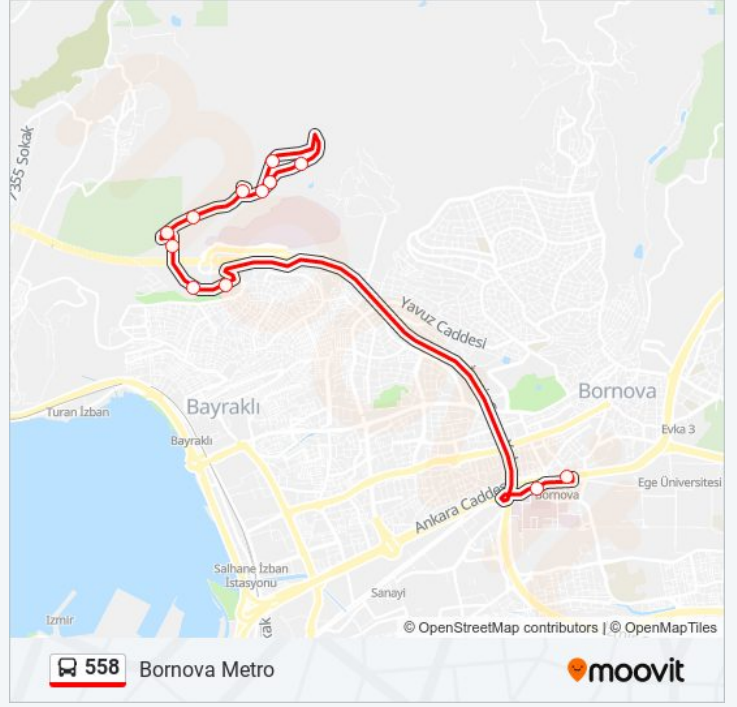 7355 Sokak
Yavuz Caddesi
Bornova
Bayraklı
Turan İzban
Bayraklı
Evka 3
Ege Üniversitesi
Bornova
Ankara Caddesi
Salhane İzban
İstasyonu
Sanayi
Izmir
© OpenStreetMap contributors | © OpenMapTiles
558 Bornova Metro
moovit